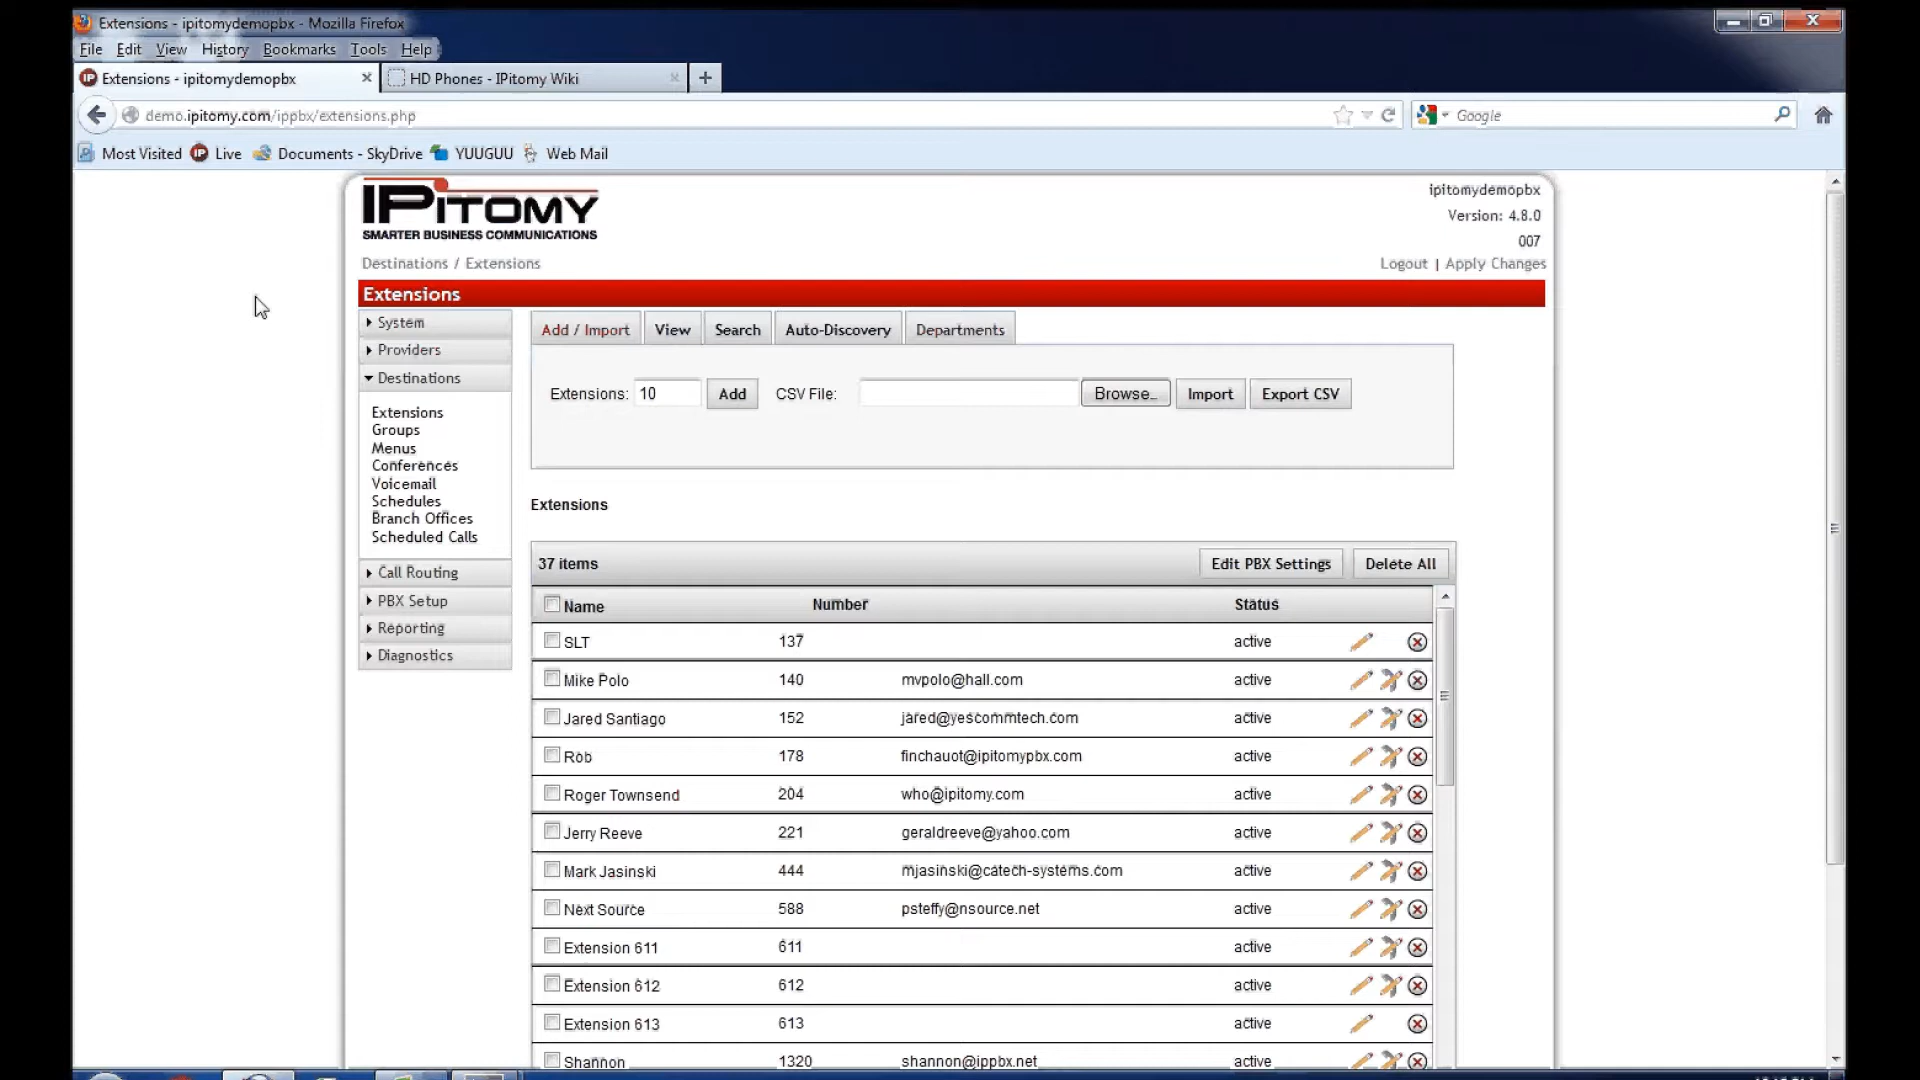 Extensions - ipitomydemopbx - Mozilla Firefox
File Edit View History Bookmarks Tools Help
Extensions - ipitomydemopbx HD Phones - IPitomy Wiki
demo.ipitomy.com/ippbx/extensions.php Google
Most Visited Live Documents - SkyDrive YUUGUU Web Mail
IPITOMY
SMARTER BUSINESS COMMUNICATIONS
ipitomydemopbx
Version: 4.8.0
007
Destinations / Extensions
Logout | Apply Changes
Extensions
System
Providers
Destinations
Extensions
Groups
Menus
Conferences
Voicemail
Schedules
Branch Offices
Scheduled Calls
Call Routing
PBX Setup
Reporting
Diagnostics
Add / Import View Search Auto-Discovery Departments
Extensions: 10 Add CSV File: Browse... Import Export CSV
Extensions
37 items Edit PBX Settings Delete All
Name Number Status
SLT 137 active
Mike Polo 140 mvpolo@hall.com active
Jared Santiago 152 jared@yescommtech.com active
Rob 178 finchauot@ipitomypbx.com active
Roger Townsend 204 who@ipitomy.com active
Jerry Reeve 221 geraldreeve@yahoo.com active
Mark Jasinski 444 mjasinski@catech-systems.com active
Next Source 588 psteffy@nsource.net active
Extension 611 611 active
Extension 612 612 active
Extension 613 613 active
Shannon 1320 shannon@ippbx.net active